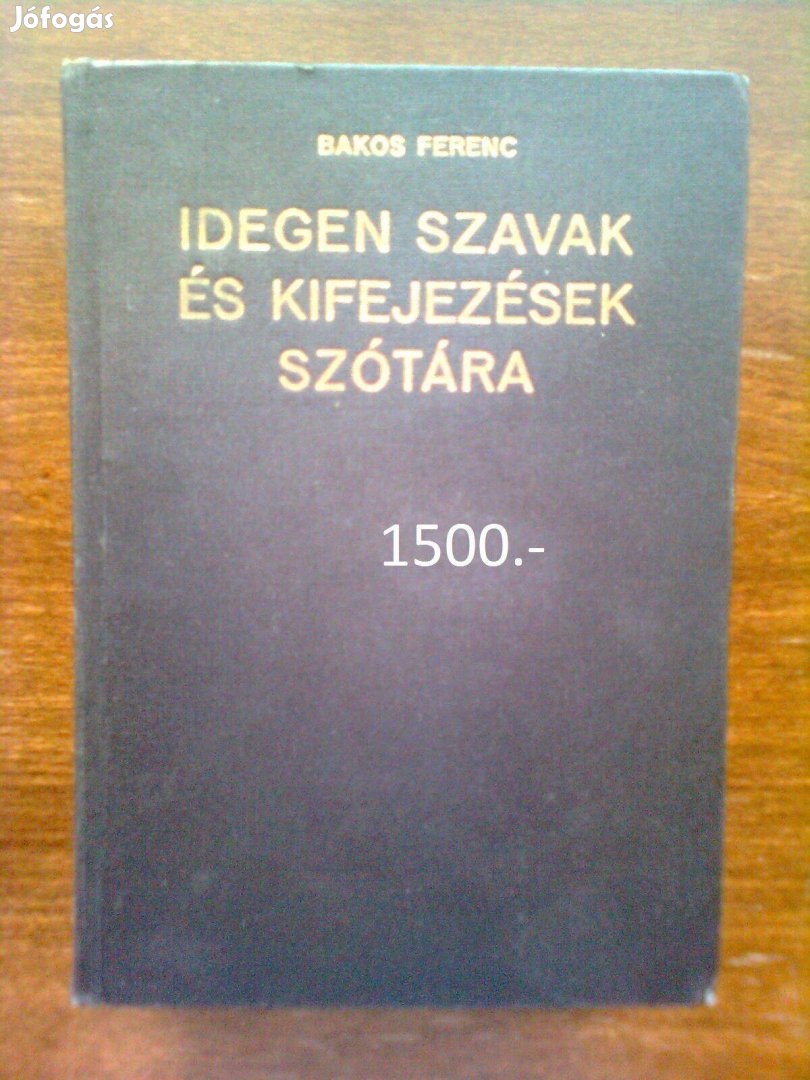 Jófogás
BAKOS FERENC
IDEGEN SZAVAK
ÉS KIFEJEZÉSEK
SZÓTÁRA
1500.-